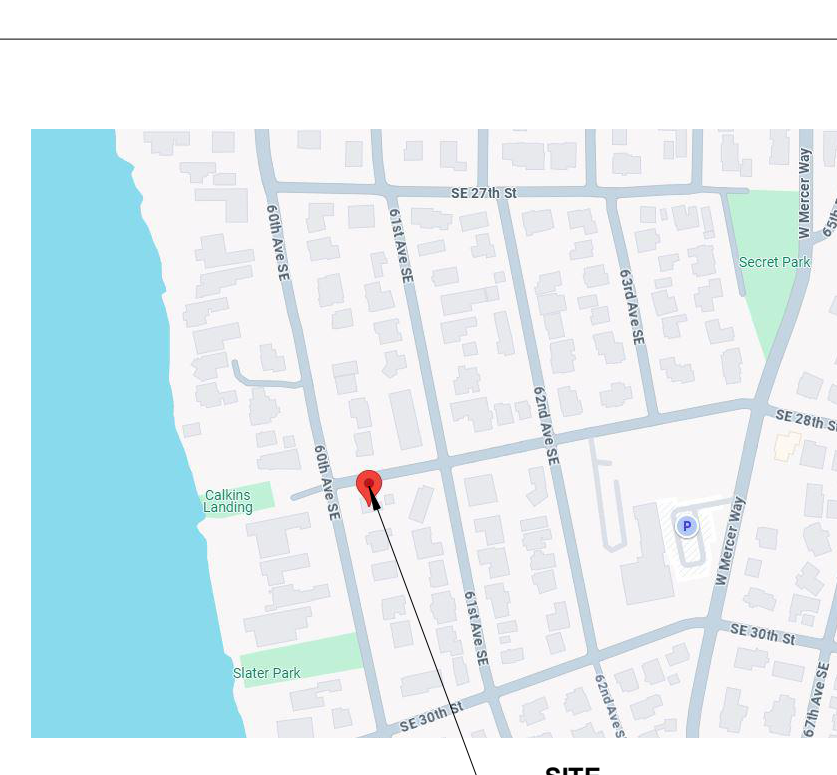 W Mercer Way
65th
SE 27th St
60th Ave SE
61st Ave SE
Secret Park
63rd Ave SE
62nd Ave SE
SE 28th S
60th Ave SE
Calkins
Landing
P
W Mercer Way
61st Ave SE
SE 30th St
Slater Park
62nd Ave S
67th Ave SE
SE 30th St
SITE